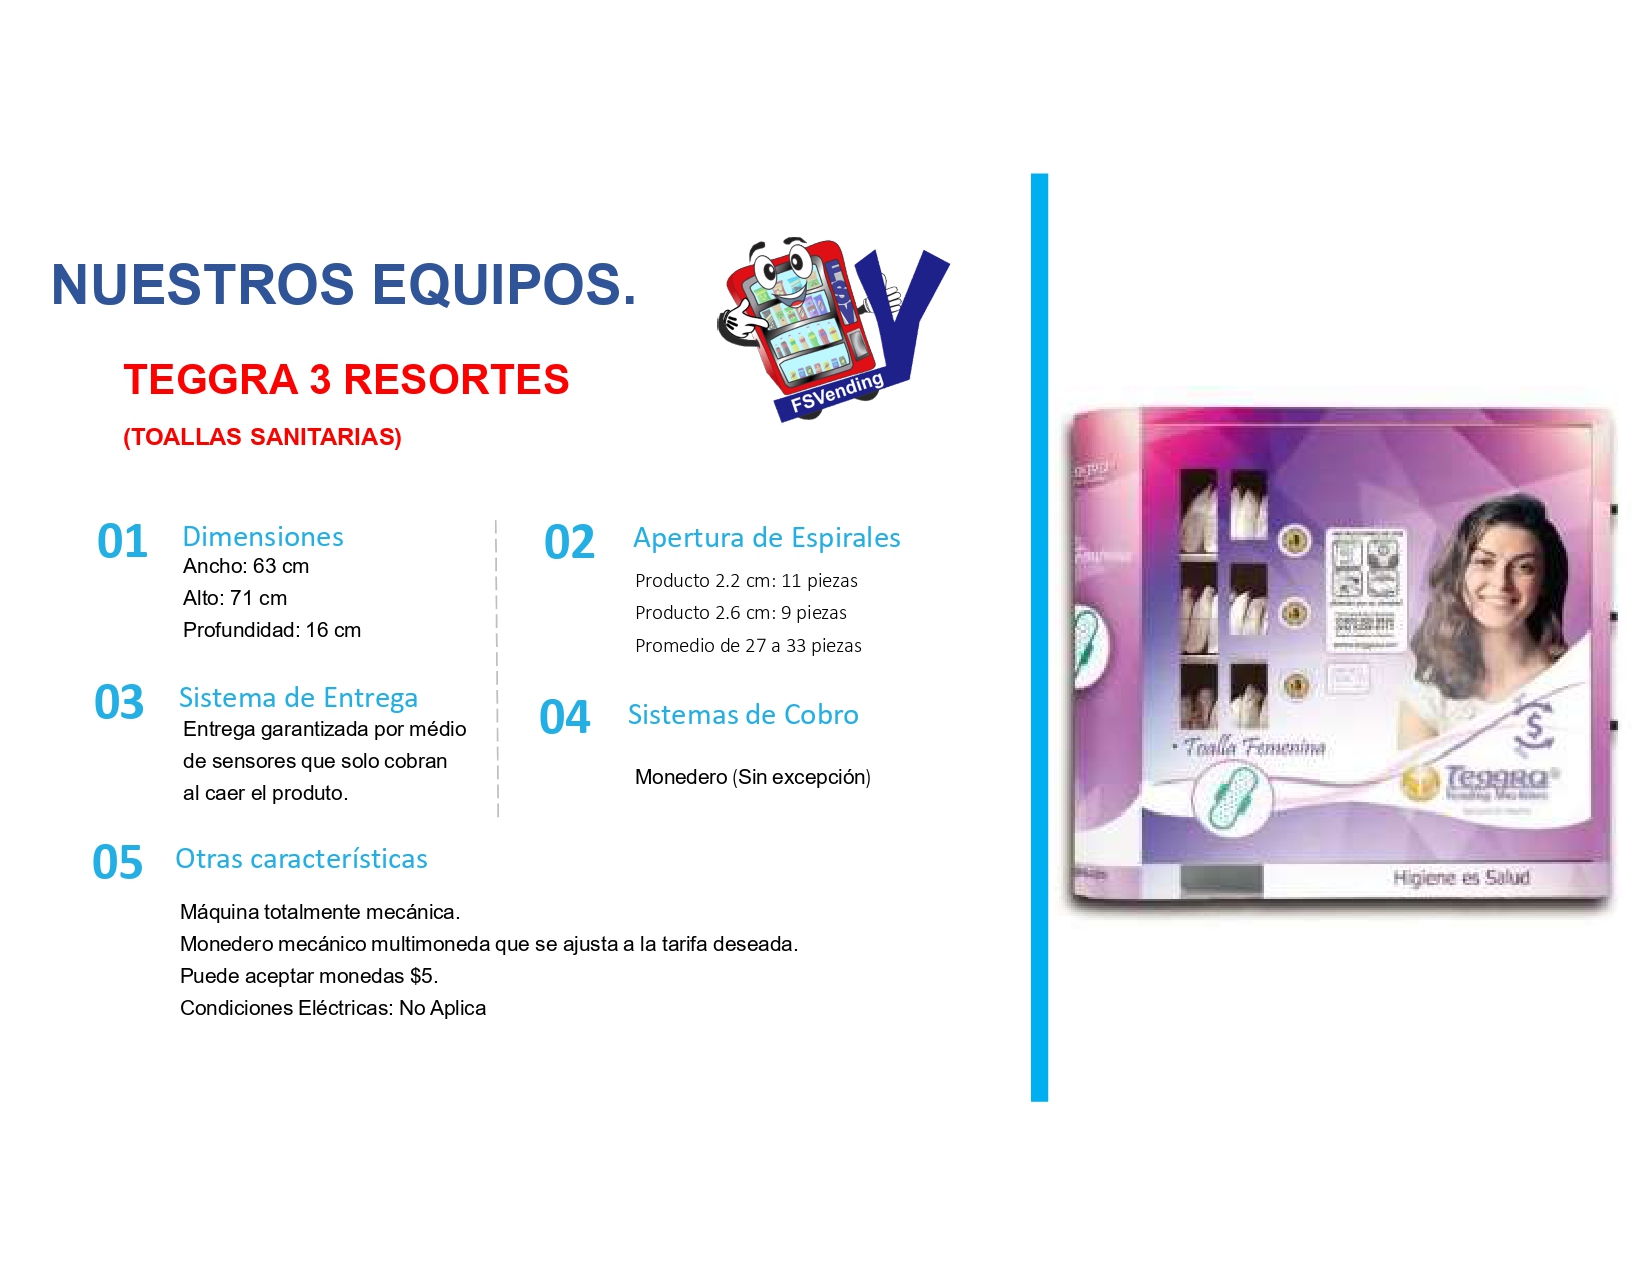 NUESTROS EQUIPOS.
TEGGRA 3 RESORTES
(TOALLAS SANITARIAS)
FSVending
01 Dimensiones
Ancho: 63 cm
Alto: 71 cm
Profundidad: 16 cm
02 Apertura de Espirales
Producto 2.2 cm: 11 piezas
Producto 2.6 cm: 9 piezas
Promedio de 27 a 33 piezas
03 Sistema de Entrega
Entrega garantizada por médio
de sensores que solo cobran
al caer el produto.
04 Sistemas de Cobro
Monedero (Sin excepción)
05 Otras características
Máquina totalmente mecánica.
Monedero mecánico multimoneda que se ajusta a la tarifa deseada.
Puede aceptar monedas $5.
Condiciones Eléctricas: No Aplica
Toalla Femenina
$
Teggra®
Vending Machines
Higiene es Salud